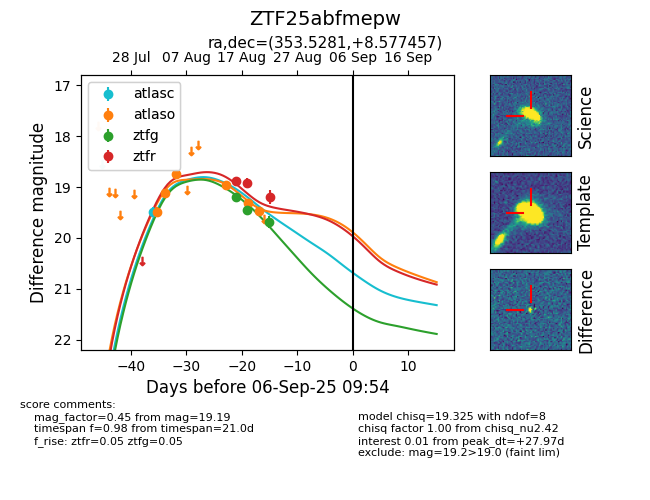 ZTF25abfmepw
ra,dec=(353.5281,+8.577457)
28 Jul 07 Aug 17 Aug 27 Aug 06 Sep 16 Sep
17
18
19
20
21
22
Difference magnitude
atlasc
atlaso
ztfg
ztfr
−40 −30 −20 −10 0 10
Days before 06-Sep-25 09:54
Science
Template
Difference
score comments:
mag_factor=0.45 from mag=19.19
timespan f=0.98 from timespan=21.0d
f_rise: ztfr=0.05 ztfg=0.05
model chisq=19.325 with ndof=8
chisq factor 1.00 from chisq_nu2.42
interest 0.01 from peak_dt=+27.97d
exclude: mag=19.2>19.0 (faint lim)